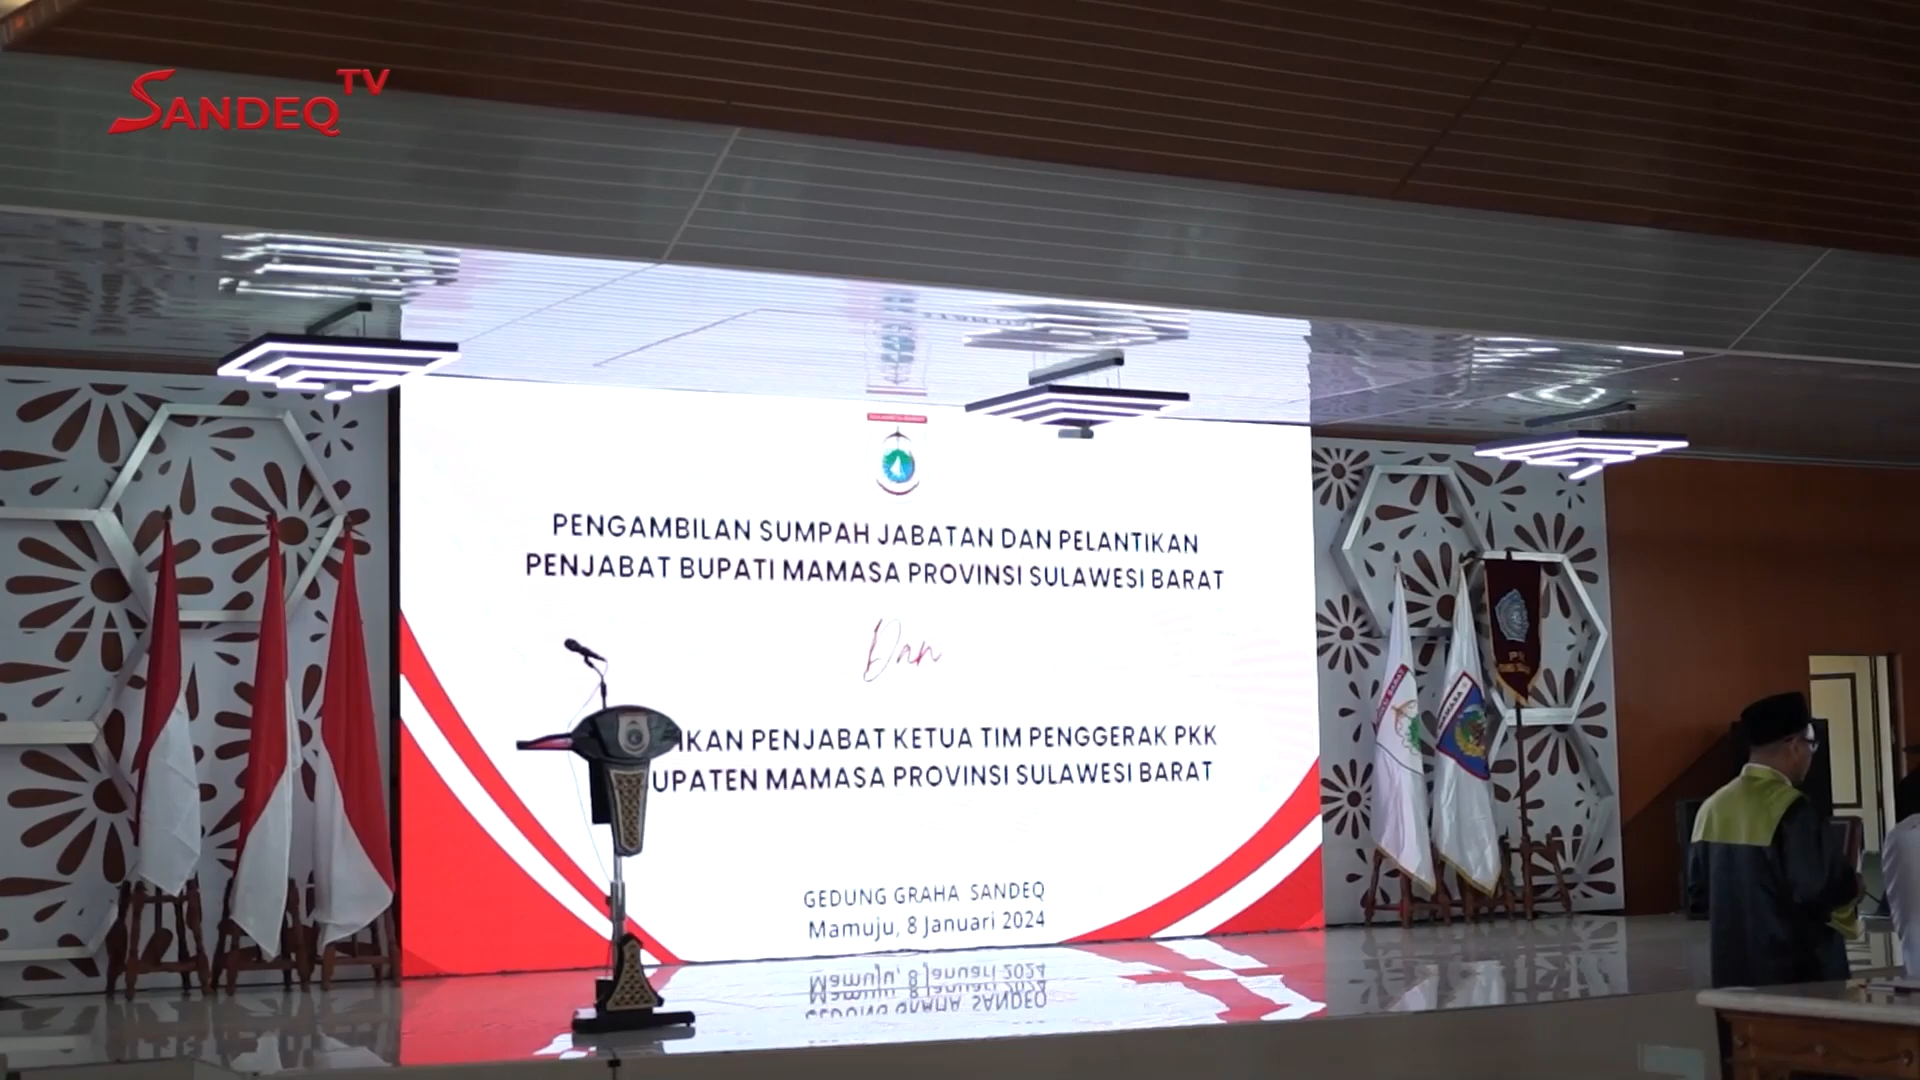 SANDEQ TV
PENGAMBILAN SUMPAH JABATAN DAN PELANTIKAN
PENJABAT BUPATI MAMASA PROVINSI SULAWESI BARAT
Dan
IKAN PENJABAT KETUA TIM PENGGERAK PKK
UPATEN MAMASA PROVINSI SULAWESI BARAT
GEDUNG GRAHA SANDEQ
Mamuju, 8 Januari 2024